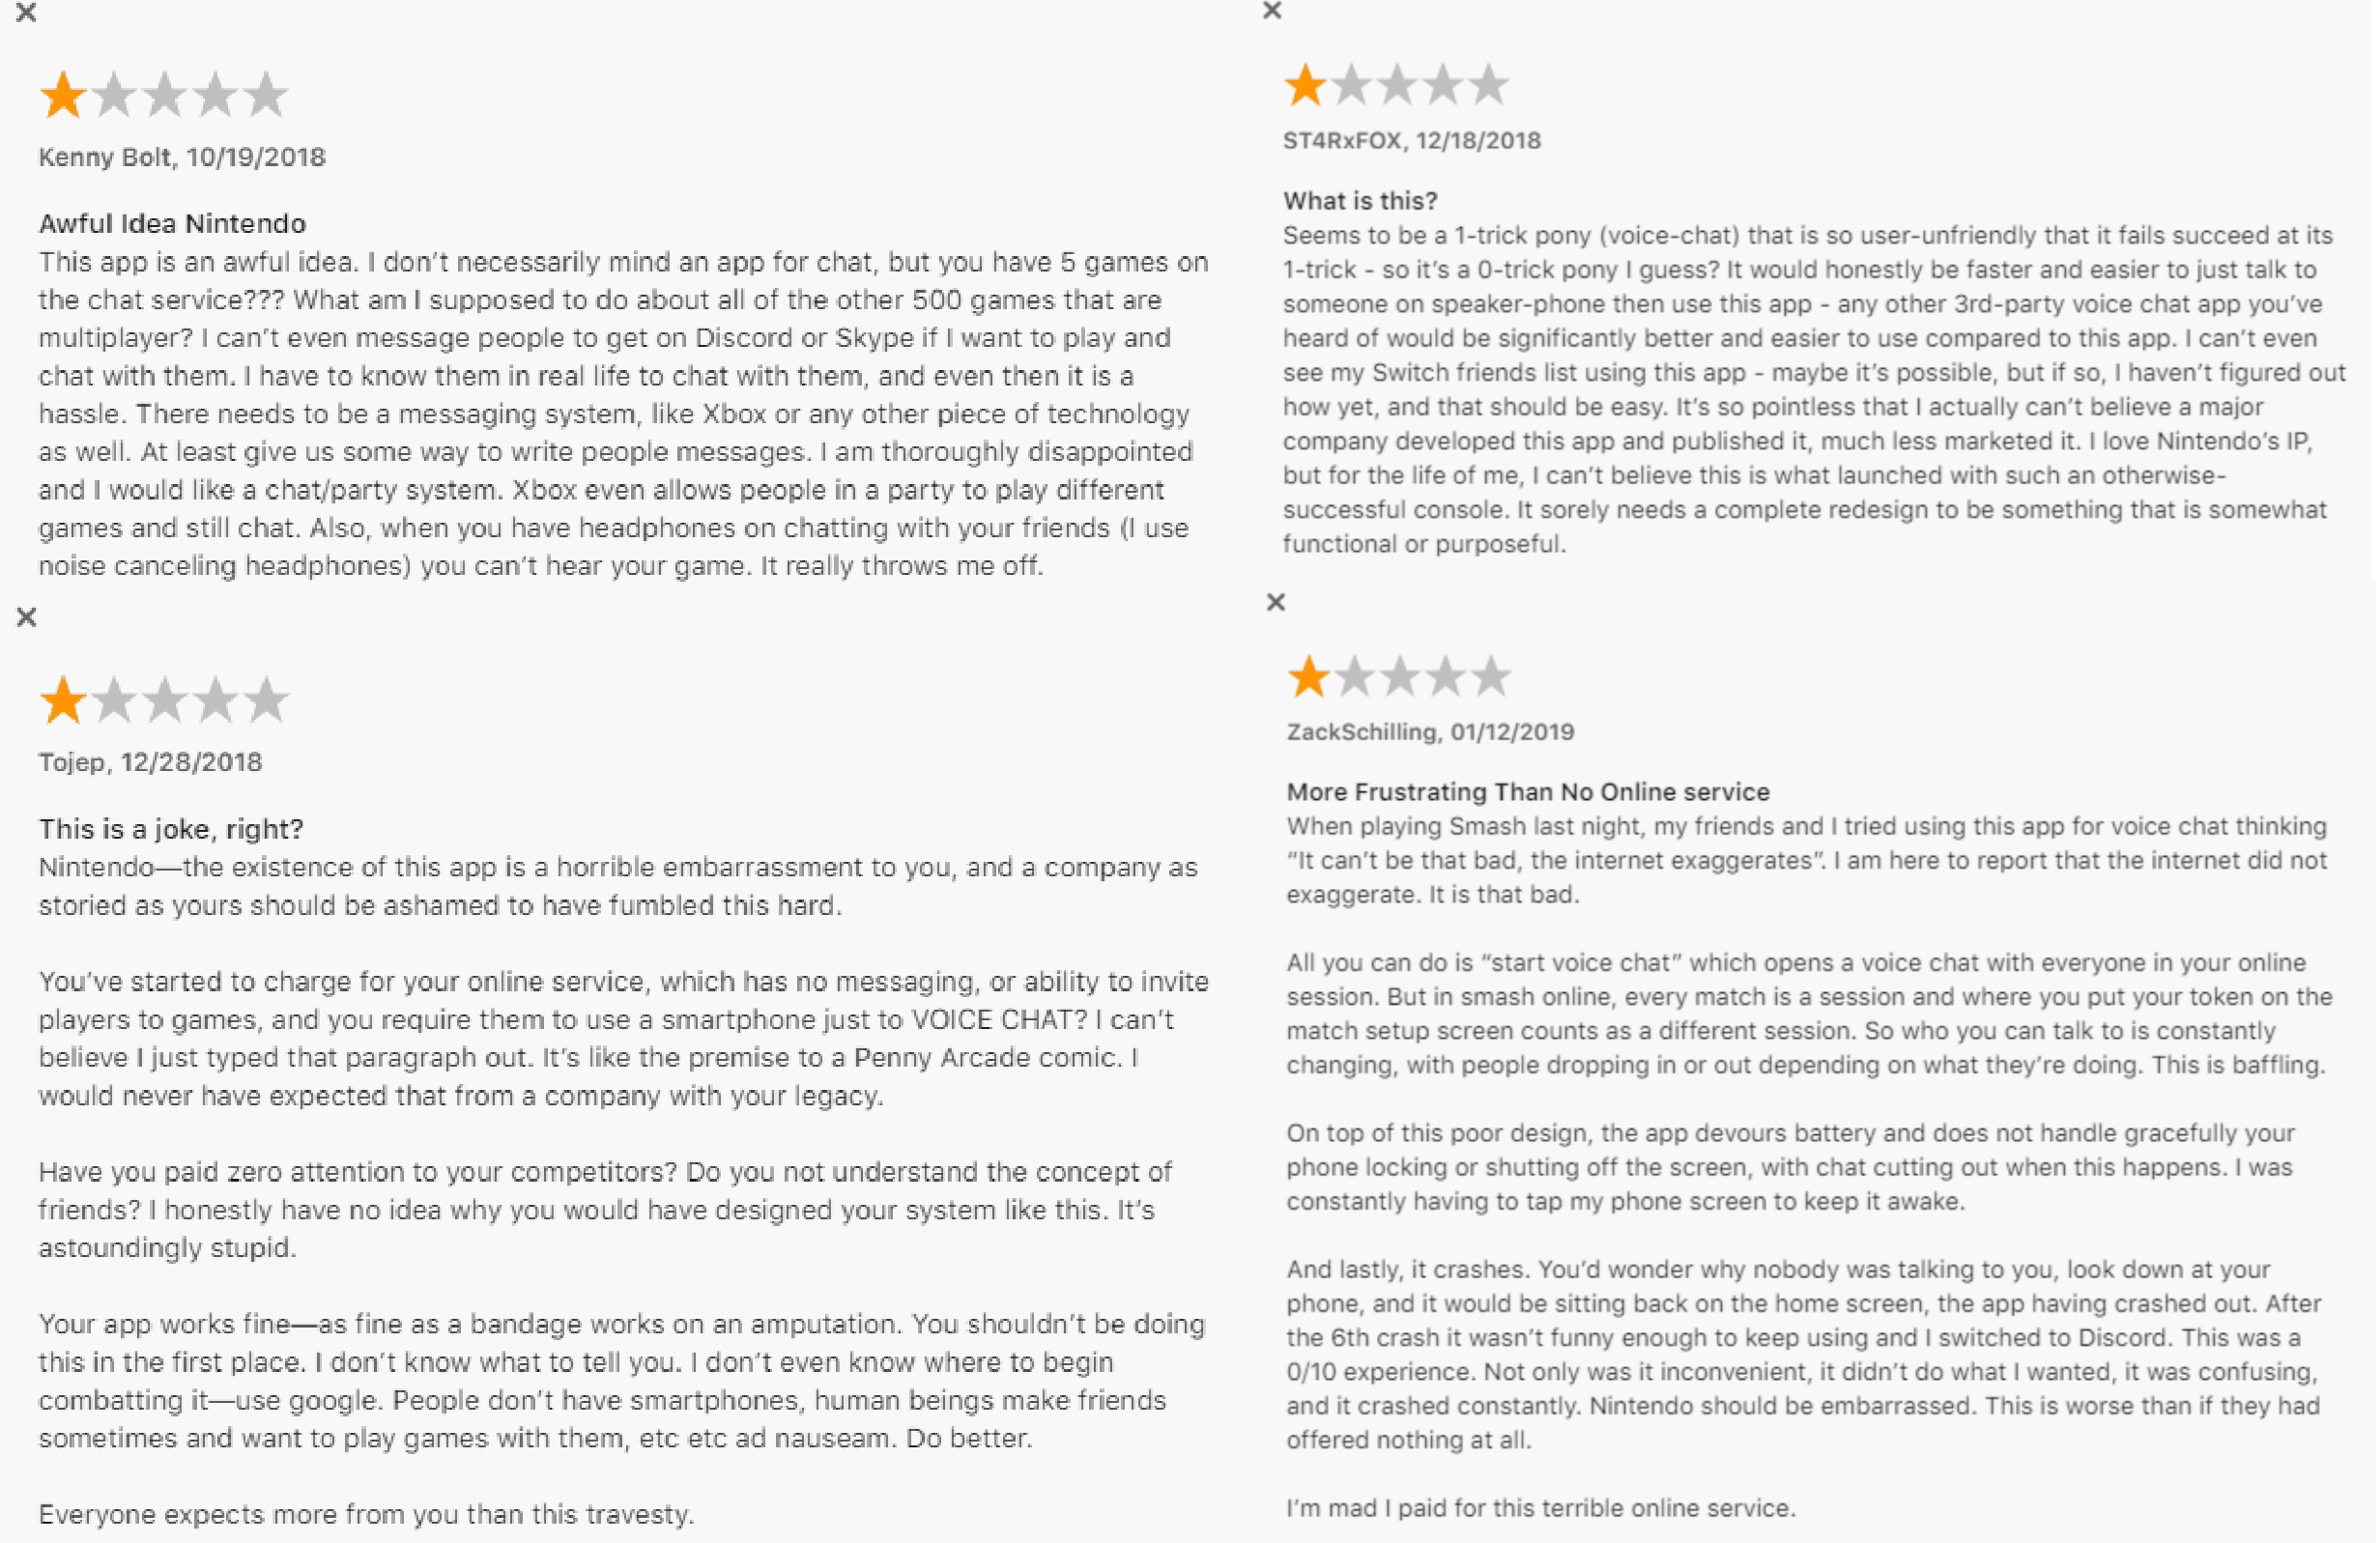 ×
Kenny Bolt, 10/19/2018
Awful Idea Nintendo
This app is an awful idea. I don't necessarily mind an app for chat, but you have 5 games on
the chat service??? What am I supposed to do about all of the other 500 games that are
multiplayer? I can't even message people to get on Discord or Skype if I want to play and
chat with them. I have to know them in real life to chat with them, and even then it is a
hassle. There needs to be a messaging system, like Xbox or any other piece of technology
as well. At least give us some way to write people messages. I am thoroughly disappointed
and I would like a chat/party system. Xbox even allows people in a party to play different
games and still chat. Also, when you have headphones on chatting with your friends (I use
noise canceling headphones) you can't hear your game. It really throws me off.
×
ST4RxFOX, 12/18/2018
What is this?
Seems to be a 1-trick pony (voice-chat) that is so user-unfriendly that it fails succeed at its
1-trick - so it's a 0-trick pony I guess? It would honestly be faster and easier to just talk to
someone on speaker-phone then use this app - any other 3rd-party voice chat app you've
heard of would be significantly better and easier to use compared to this app. I can't even
see my Switch friends list using this app - maybe it's possible, but if so, I haven't figured out
how yet, and that should be easy. It's so pointless that I actually can't believe a major
company developed this app and published it, much less marketed it. I love Nintendo's IP,
but for the life of me, I can't believe this is what launched with such an otherwise-
successful console. It sorely needs a complete redesign to be something that is somewhat
functional or purposeful.
×
Tojep, 12/28/2018
This is a joke, right?
Nintendo—the existence of this app is a horrible embarrassment to you, and a company as
storied as yours should be ashamed to have fumbled this hard.
You've started to charge for your online service, which has no messaging, or ability to invite
players to games, and you require them to use a smartphone just to VOICE CHAT? I can't
believe I just typed that paragraph out. It's like the premise to a Penny Arcade comic. I
would never have expected that from a company with your legacy.
Have you paid zero attention to your competitors? Do you not understand the concept of
friends? I honestly have no idea why you would have designed your system like this. It's
astoundingly stupid.
Your app works fine—as fine as a bandage works on an amputation. You shouldn't be doing
this in the first place. I don't know what to tell you. I don't even know where to begin
combatting it—use google. People don't have smartphones, human beings make friends
sometimes and want to play games with them, etc etc ad nauseam. Do better.
Everyone expects more from you than this travesty.
×
ZackSchilling, 01/12/2019
More Frustrating Than No Online service
When playing Smash last night, my friends and I tried using this app for voice chat thinking
“It can't be that bad, the internet exaggerates”. I am here to report that the internet did not
exaggerate. It is that bad.
All you can do is “start voice chat” which opens a voice chat with everyone in your online
session. But in smash online, every match is a session and where you put your token on the
match setup screen counts as a different session. So who you can talk to is constantly
changing, with people dropping in or out depending on what they're doing. This is baffling.
On top of this poor design, the app devours battery and does not handle gracefully your
phone locking or shutting off the screen, with chat cutting out when this happens. I was
constantly having to tap my phone screen to keep it awake.
And lastly, it crashes. You'd wonder why nobody was talking to you, look down at your
phone, and it would be sitting back on the home screen, the app having crashed out. After
the 6th crash it wasn't funny enough to keep using and I switched to Discord. This was a
0/10 experience. Not only was it inconvenient, it didn't do what I wanted, it was confusing,
and it crashed constantly. Nintendo should be embarrassed. This is worse than if they had
offered nothing at all.
I'm mad I paid for this terrible online service.